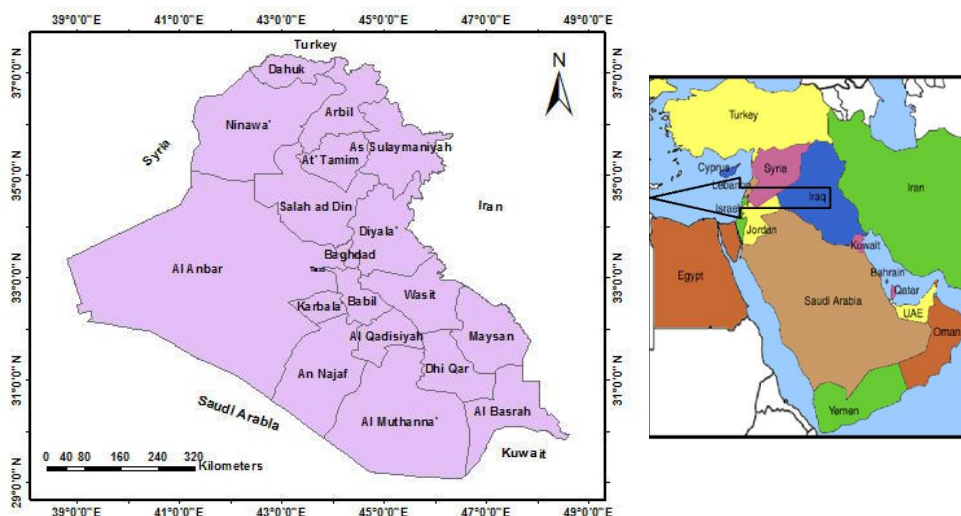 39°0'0"E 41°0'0"E 43°0'0"E 45°0'0"E 47°0'0"E 49°0'0"E
37°0'0"N
35°0'0"N
33°0'0"N
31°0'0"N
29°0'0"N
Turkey
N
Dahuk
Ninawa'
Arbil
As Sulaymaniyah
At' Tamim
Syria
Salah ad Din
Iran
Diyala'
Baghdad
Al Anbar
Text
Wasit
Karbala'
Babil
Al Qadisiyah
Maysan
An Najaf
Dhi Qar
Saudi Arabia
Al Muthanna'
Al Basrah
Kuwait
0 40 80 160 240 320
Kilometers
37°0'0"N
35°0'0"N
33°0'0"N
31°0'0"N
29°0'0"N
39°0'0"E 41°0'0"E 43°0'0"E 45°0'0"E 47°0'0"E 49°0'0"E
Turkey
Cyprus
Syria
Lebanon
Iraq
Iran
Israel
Jordan
Kuwait
Egypt
Bahrain
Qatar
Saudi Arabia
UAE
Oman
Yemen